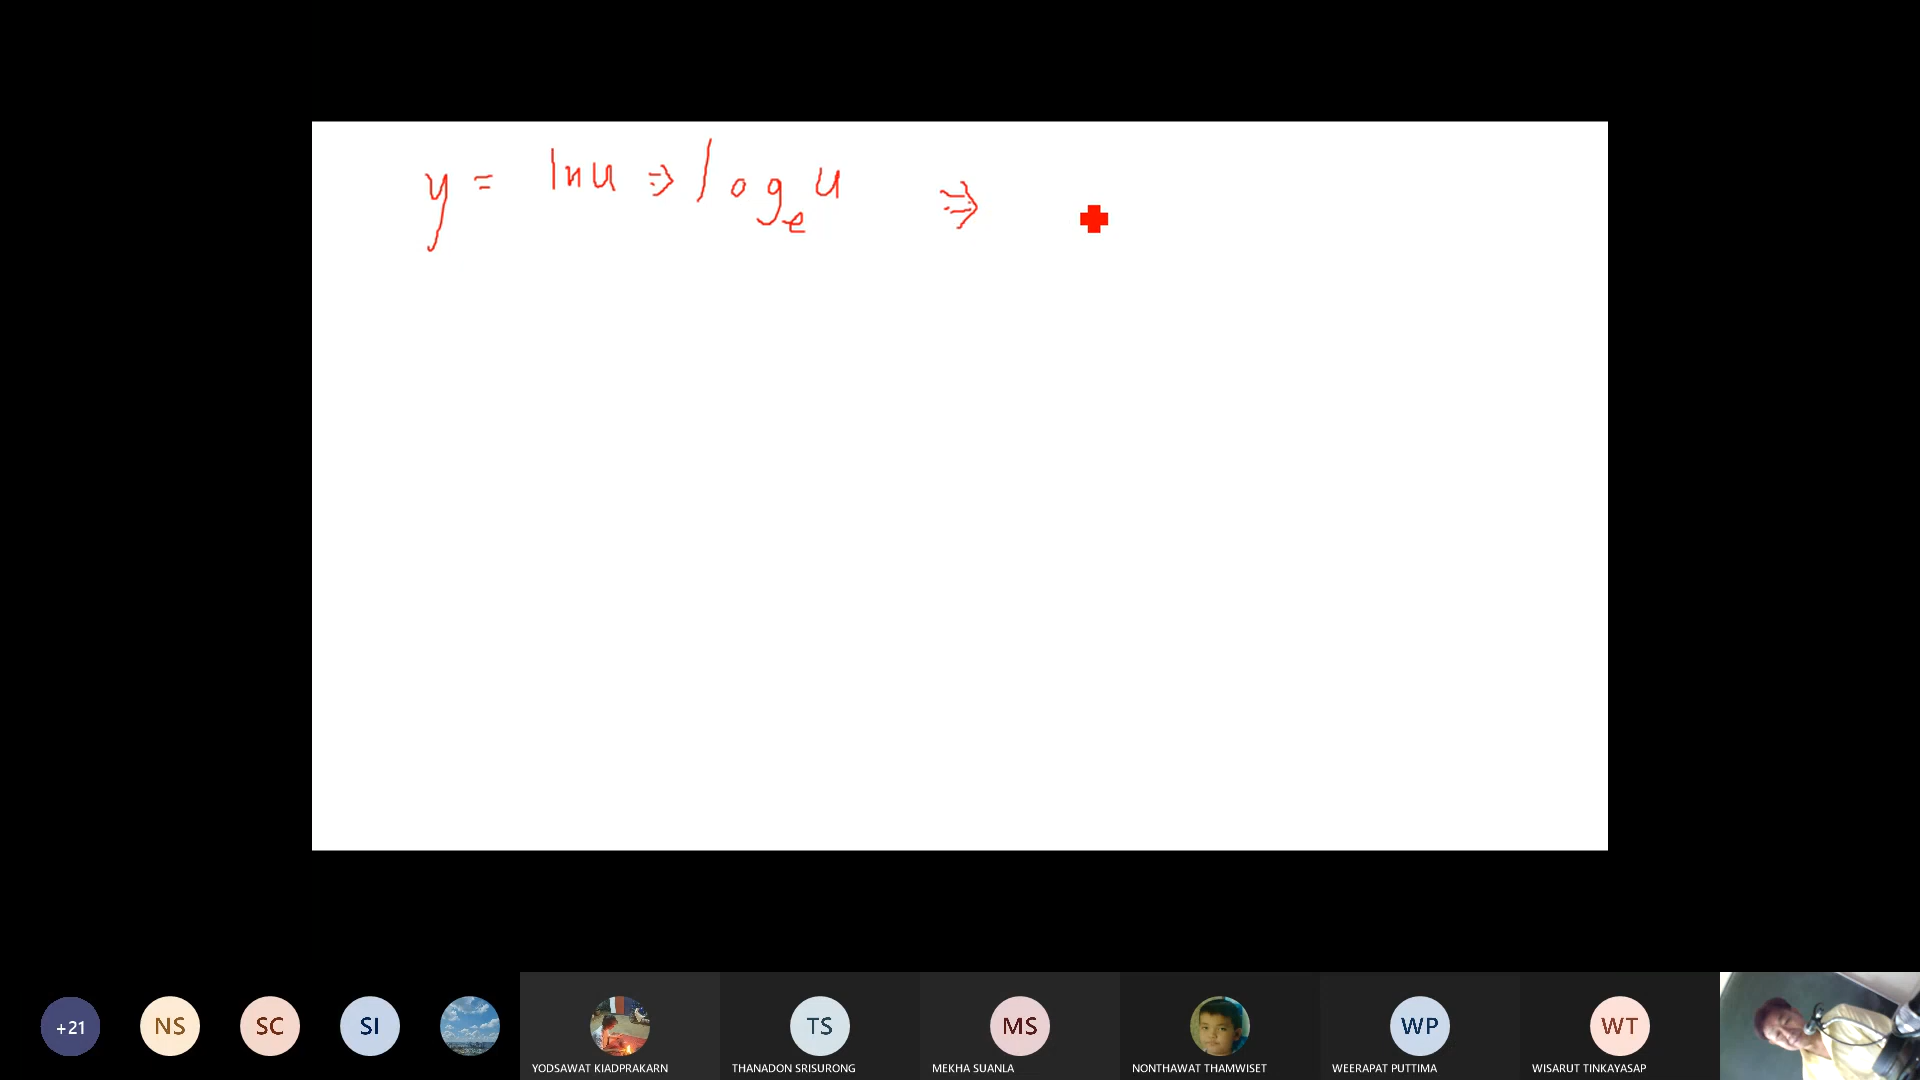 y = ln u ⇒ log_e u ⇒
+21 NS SC SI TS MS WP WT
YODSAWAT KIADPRAKARN THANADON SRISURONG MEKHA SUANLA NONTHAWAT THAMWISET WEERAPAT PUTTIMA WISARUT TINKAYASAP